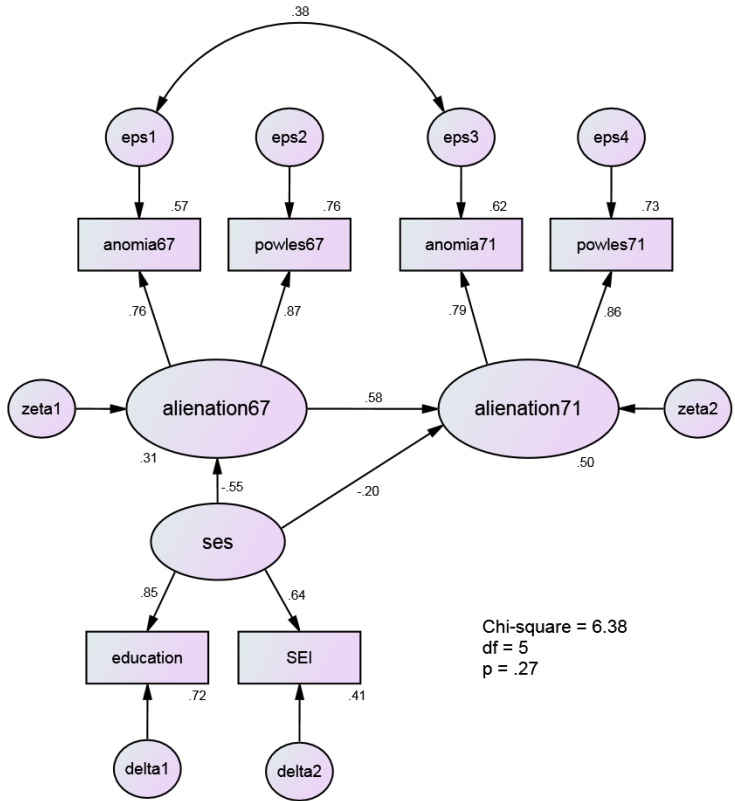 .38
eps1
eps2
eps3
eps4
.57
.76
.62
.73
anomia67
powles67
anomia71
powles71
.76
.87
.79
.86
zeta1
alienation67
.58
alienation71
zeta2
.31
.50
-.55
-.20
ses
.85
.64
education
SEI
.72
.41
Chi-square = 6.38
df = 5
p = .27
delta1
delta2